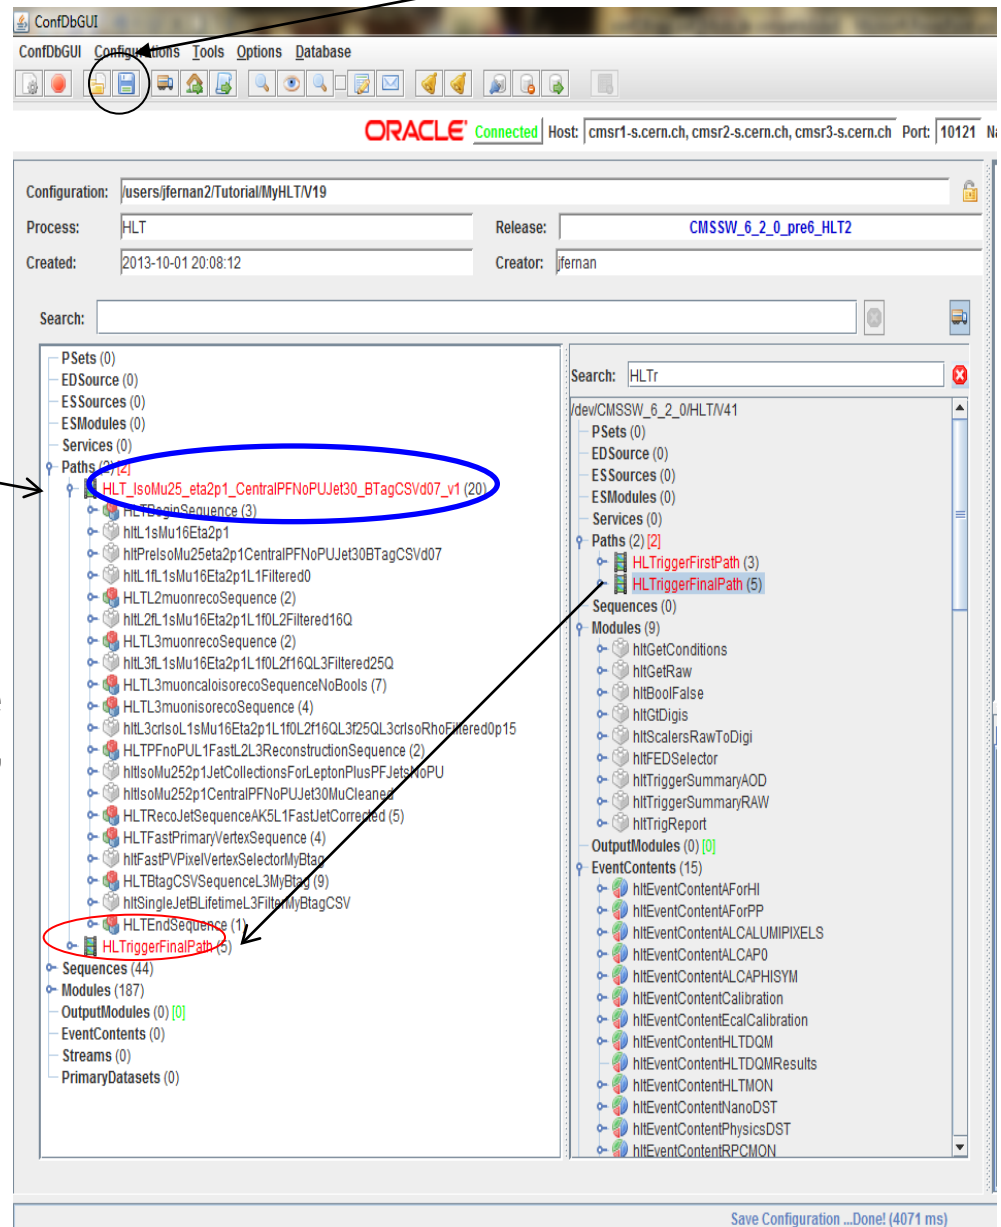 ConfDbGUI
ConfDbGUI Configurations Tools Options Database
ORACLE Connected Host: cmsr1-s.cern.ch, cmsr2-s.cern.ch, cmsr3-s.cern.ch Port: 10121 Na
Configuration: /users/jfernan2/Tutorial/MyHLT/V19
Process: HLT Release: CMSSW_6_2_0_pre6_HLT2
Created: 2013-10-01 20:08:12 Creator: jfernan
Search:
PSets (0)
EDSource (0)
ESSources (0)
ESModules (0)
Services (0)
Paths (2) [2]
HLT_IsoMu25_eta2p1_CentralPFNoPUJet30_BTagCSVd07_v1 (20)
HLTBeginSequence (3)
hltL1sMu16Eta2p1
hltPreIsoMu25eta2p1CentralPFNoPUJet30BTagCSVd07
hltL1fL1sMu16Eta2p1L1Filtered0
HLTL2muonrecoSequence (2)
hltL2fL1sMu16Eta2p1L1f0L2Filtered16Q
HLTL3muonrecoSequence (2)
hltL3fL1sMu16Eta2p1L1f0L2f16QL3Filtered25Q
HLTL3muoncaloisorecoSequenceNoBools (7)
HLTL3muonisorecoSequence (4)
hltL3crIsoL1sMu16Eta2p1L1f0L2f16QL3f25QL3crIsoRhoFiltered0p15
HLTPFnoPUL1FastL2L3ReconstructionSequence (2)
hltIsoMu252p1JetCollectionsForLeptonPlusPFJetsNoPU
hltIsoMu252p1CentralPFNoPUJet30MuCleaned
HLTRecoJetSequenceAK5L1FastJetCorrected (5)
HLTFastPrimaryVertexSequence (4)
hltFastPVPixelVertexSelectorMyBtag
HLTBtagCSVSequenceL3MyBtag (9)
hltSingleJetBLifetimeL3FilterMyBtagCSV
HLTEndSequence (1)
HLTriggerFinalPath (5)
Sequences (44)
Modules (187)
OutputModules (0) [0]
EventContents (0)
Streams (0)
PrimaryDatasets (0)
Search: HLTr
/dev/CMSSW_6_2_0/HLT/V41
PSets (0)
EDSource (0)
ESSources (0)
ESModules (0)
Services (0)
Paths (2) [2]
HLTriggerFirstPath (3)
HLTriggerFinalPath (5)
Sequences (0)
Modules (9)
hltGetConditions
hltGetRaw
hltBoolFalse
hltGtDigis
hltScalersRawToDigi
hltFEDSelector
hltTriggerSummaryAOD
hltTriggerSummaryRAW
hltTrigReport
OutputModules (0) [0]
EventContents (15)
hltEventContentAForHI
hltEventContentAForPP
hltEventContentALCALUMIPIXELS
hltEventContentALCAP0
hltEventContentALCAPHISYM
hltEventContentCalibration
hltEventContentEcalCalibration
hltEventContentHLTDQM
hltEventContentHLTDQMResults
hltEventContentHLTMON
hltEventContentNanoDST
hltEventContentPhysicsDST
hltEventContentRPCMON
Save Configuration ...Done! (4071 ms)